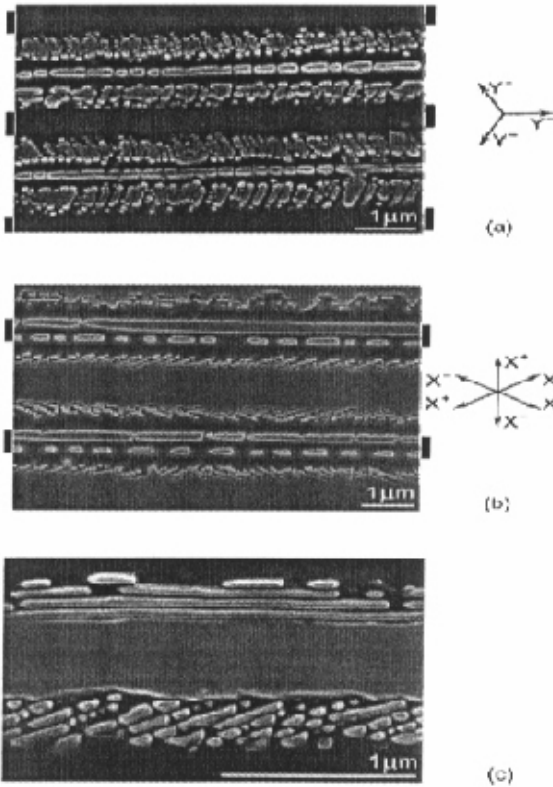 Y⁻
Y⁻
Y⁻
1μm
(a)
X⁺
X⁻ X
X⁺ X
X⁻
1μm
(b)
1μm
(c)